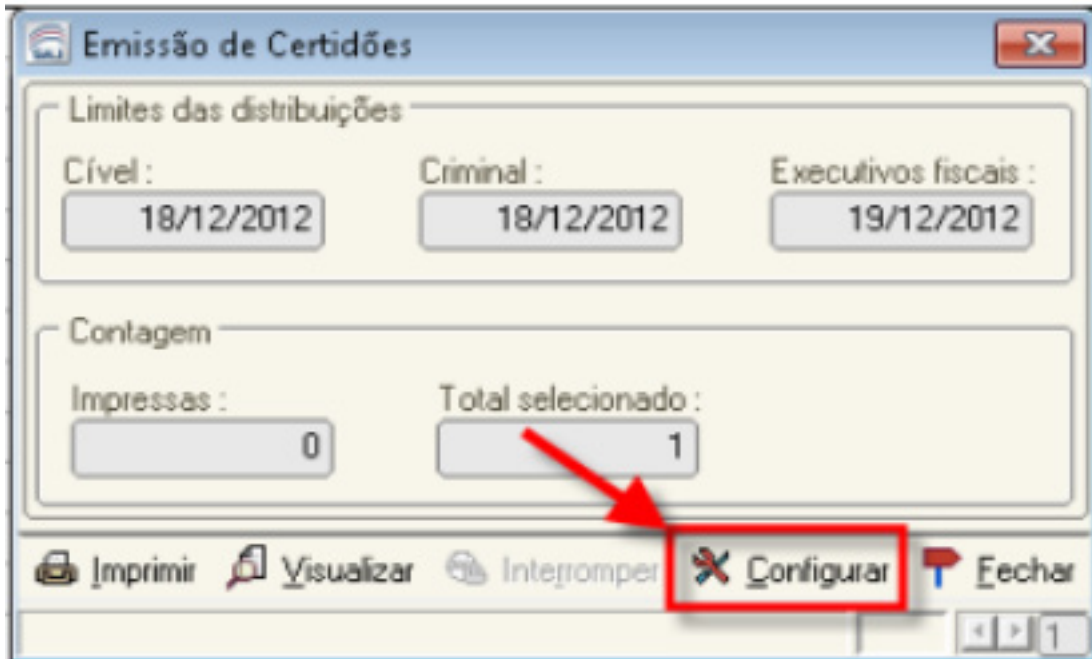 Emissão de Certidões
Limites das distribuições
Cível : Criminal : Executivos fiscais :
18/12/2012 18/12/2012 19/12/2012
Contagem
Impressas : Total selecionado :
0 1
Imprimir Visualizar Interromper Configurar Fechar
1